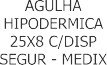 AGULHA
HIPODERMICA
25X8 C/DISP
SEGUR - MEDIX